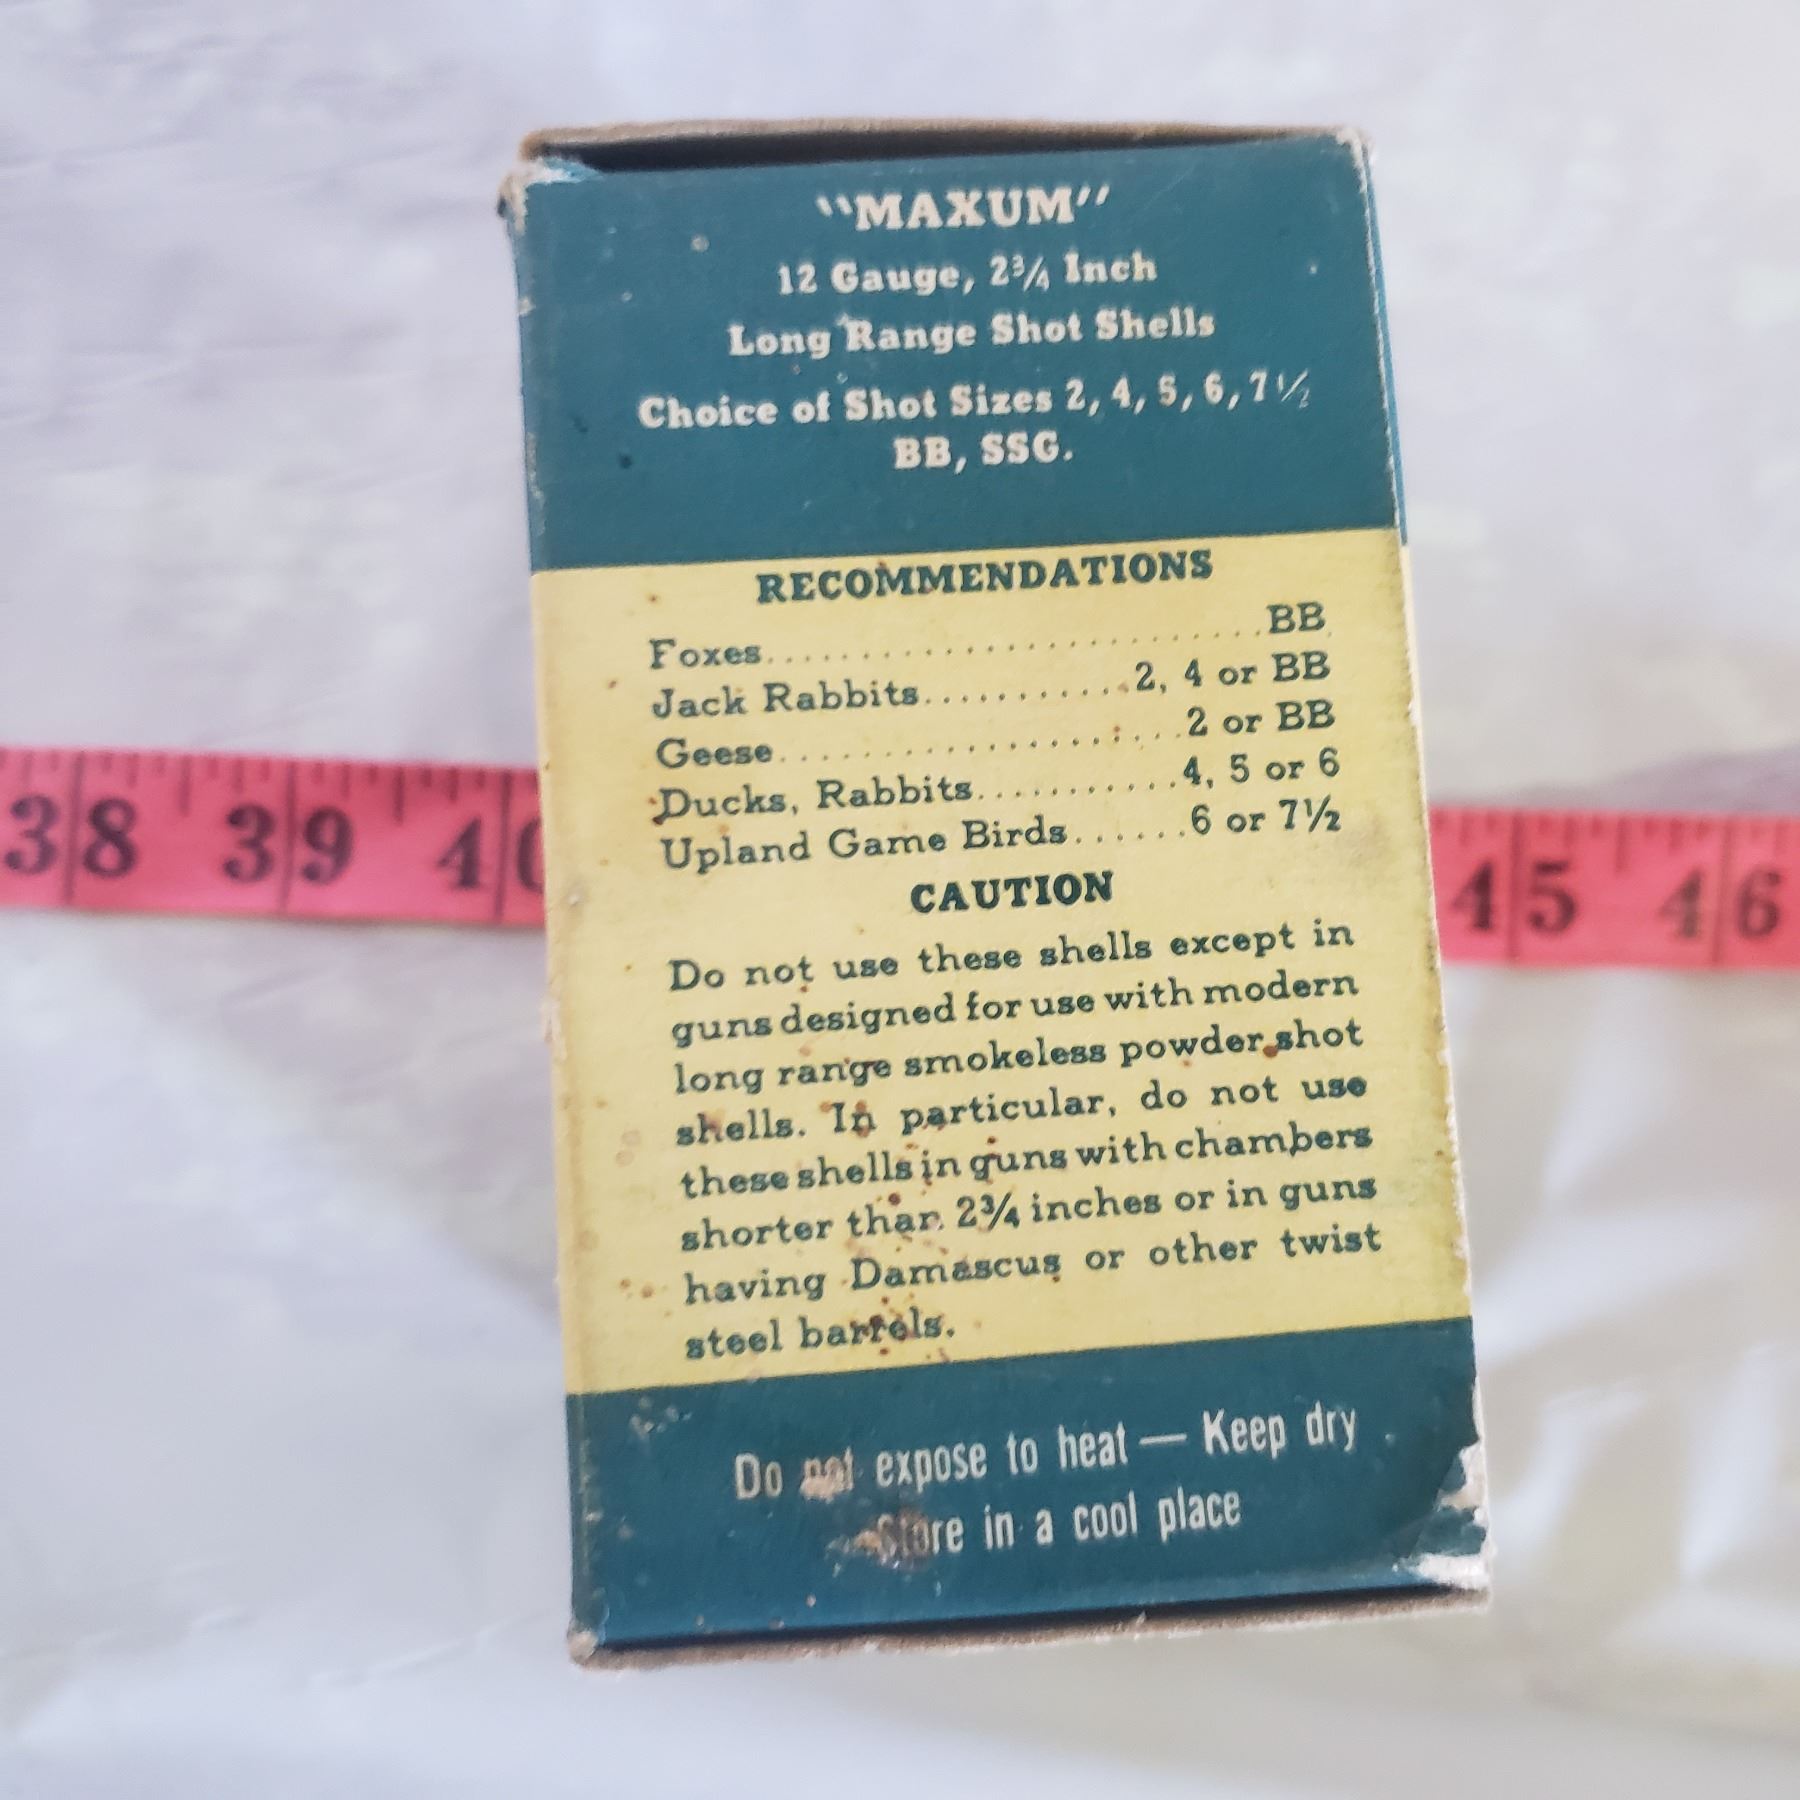 "MAXUM"
12 Gauge, 2¾ Inch
Long Range Shot Shells
Choice of Shot Sizes 2, 4, 5, 6, 7½
BB, SSG.
RECOMMENDATIONS
Foxes............................BB
Jack Rabbits............2, 4 or BB
Geese......................2 or BB
Ducks, Rabbits...........4, 5 or 6
Upland Game Birds......6 or 7½
CAUTION
Do not use these shells except in
guns designed for use with modern
long range smokeless powder shot
shells. In particular, do not use
these shells in guns with chambers
shorter than 2¾ inches or in guns
having Damascus or other twist
steel barrels.
Do not expose to heat — Keep dry
Store in a cool place
38 39 40 45 46